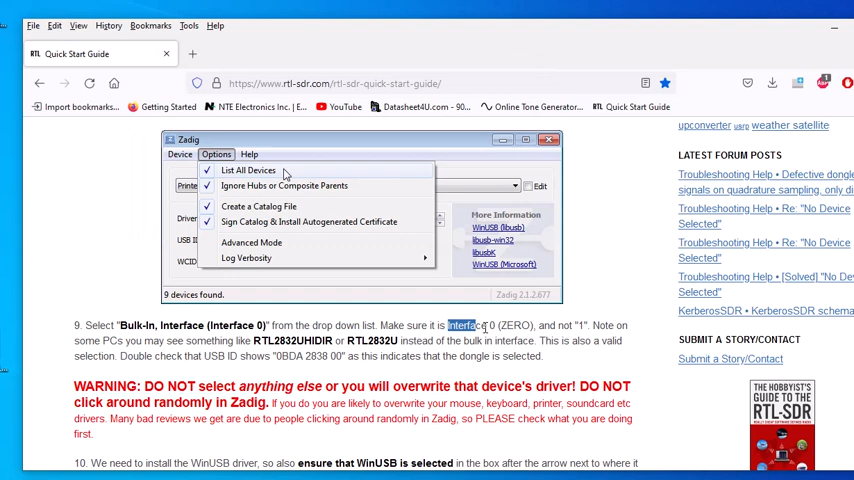 File Edit View History Bookmarks Tools Help
RTL Quick Start Guide
https://www.rtl-sdr.com/rtl-sdr-quick-start-guide/
Import bookmarks... Getting Started NTE Electronics Inc. | E... YouTube Datasheet4U.com - 90... Online Tone Generator... RTL Quick Start Guide
Zadig
Device Options Help
List All Devices
Ignore Hubs or Composite Parents
Create a Catalog File
Sign Catalog & Install Autogenerated Certificate
Advanced Mode
Log Verbosity
Printe
Edit
Driver
USB ID
WCID
More Information
WinUSB (libusb)
libusb-win32
libusbK
WinUSB (Microsoft)
9 devices found.
Zadig 2.1.2.677
9. Select "Bulk-In, Interface (Interface 0)" from the drop down list. Make sure it is Interface 0 (ZERO), and not "1". Note on
some PCs you may see something like RTL2832UHIDIR or RTL2832U instead of the bulk in interface. This is also a valid
selection. Double check that USB ID shows "0BDA 2838 00" as this indicates that the dongle is selected.
WARNING: DO NOT select anything else or you will overwrite that device's driver! DO NOT
click around randomly in Zadig. If you do you are likely to overwrite your mouse, keyboard, printer, soundcard etc
drivers. Many bad reviews we get are due to people clicking around randomly in Zadig, so PLEASE check what you are doing
first.
10. We need to install the WinUSB driver, so also ensure that WinUSB is selected in the box after the arrow next to where it
upconverter usrp weather satellite
LATEST FORUM POSTS
Troubleshooting Help • Defective dongle
signals on quadrature sampling, only di
Troubleshooting Help • Re: "No Device
Selected"
Troubleshooting Help • Re: "No Device
Selected"
Troubleshooting Help • [Solved] "No De
Selected"
KerberosSDR • KerberosSDR schem
SUBMIT A STORY/CONTACT
Submit a Story/Contact
THE HOBBYIST'S
GUIDE TO THE
RTL-SDR